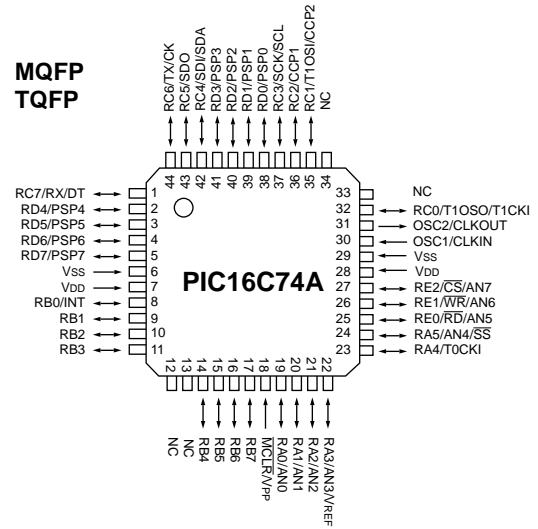 MQFP
TQFP
RC6/TX/CK
RC5/SDO
RC4/SDI/SDA
RD3/PSP3
RD2/PSP2
RD1/PSP1
RD0/PSP0
RC3/SCK/SCL
RC2/CCP1
RC1/T1OSI/CCP2
NC
44
43
42
41
40
39
38
37
36
35
34
RC7/RX/DT 1
RD4/PSP4 2
RD5/PSP5 3
RD6/PSP6 4
RD7/PSP7 5
VSS 6
VDD 7
RB0/INT 8
RB1 9
RB2 10
RB3 11
PIC16C74A
33 NC
32 RC0/T1OSO/T1CKI
31 OSC2/CLKOUT
30 OSC1/CLKIN
29 VSS
28 VDD
27 RE2/CS/AN7
26 RE1/WR/AN6
25 RE0/RD/AN5
24 RA5/AN4/SS
23 RA4/T0CKI
12
13
14
15
16
17
18
19
20
21
22
NC
NC
RB4
RB5
RB6
RB7
MCLR/VPP
RA0/AN0
RA1/AN1
RA2/AN2
RA3/AN3/VREF